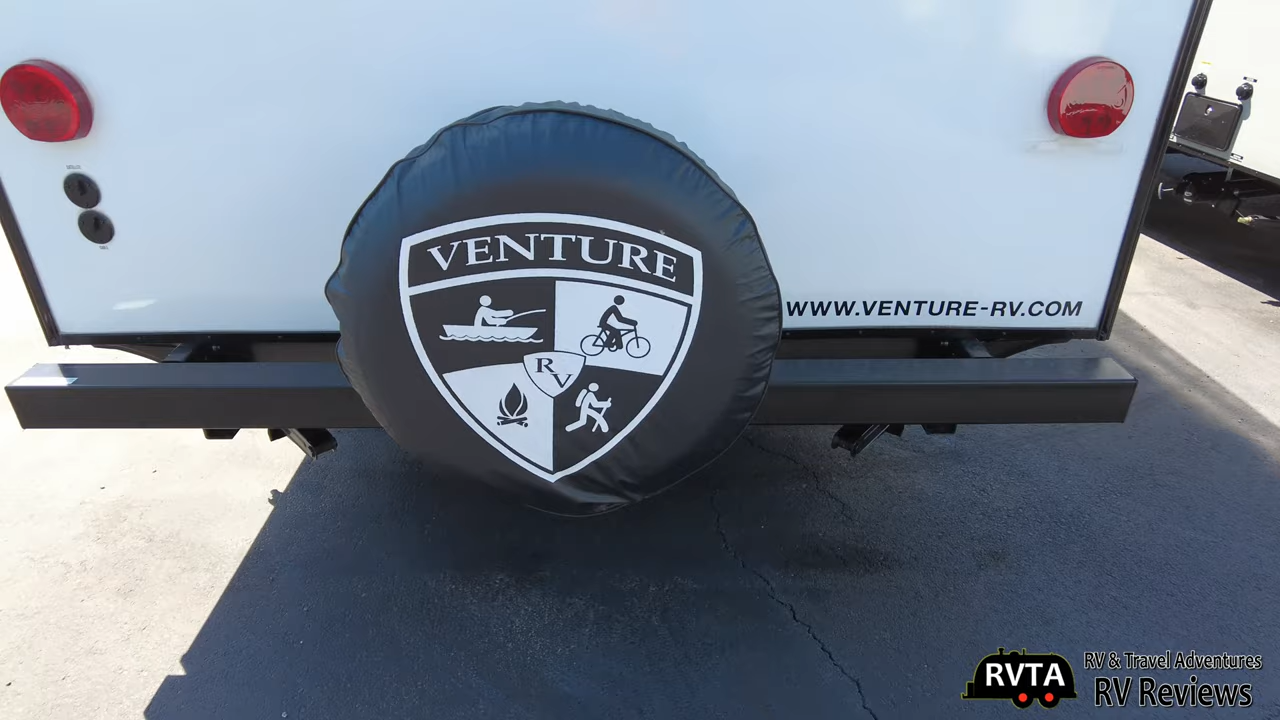 VENTURE
RV
WWW.VENTURE-RV.COM
RVTA
RV & Travel Adventures
RV Reviews